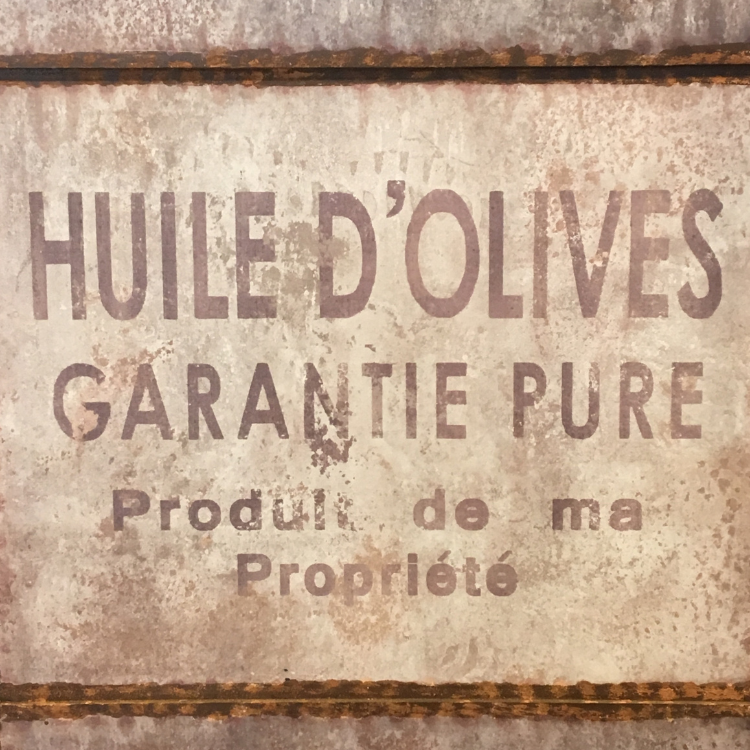 HUILE D'OLIVES
GARANTIE PURE
Produit de ma
Propriété